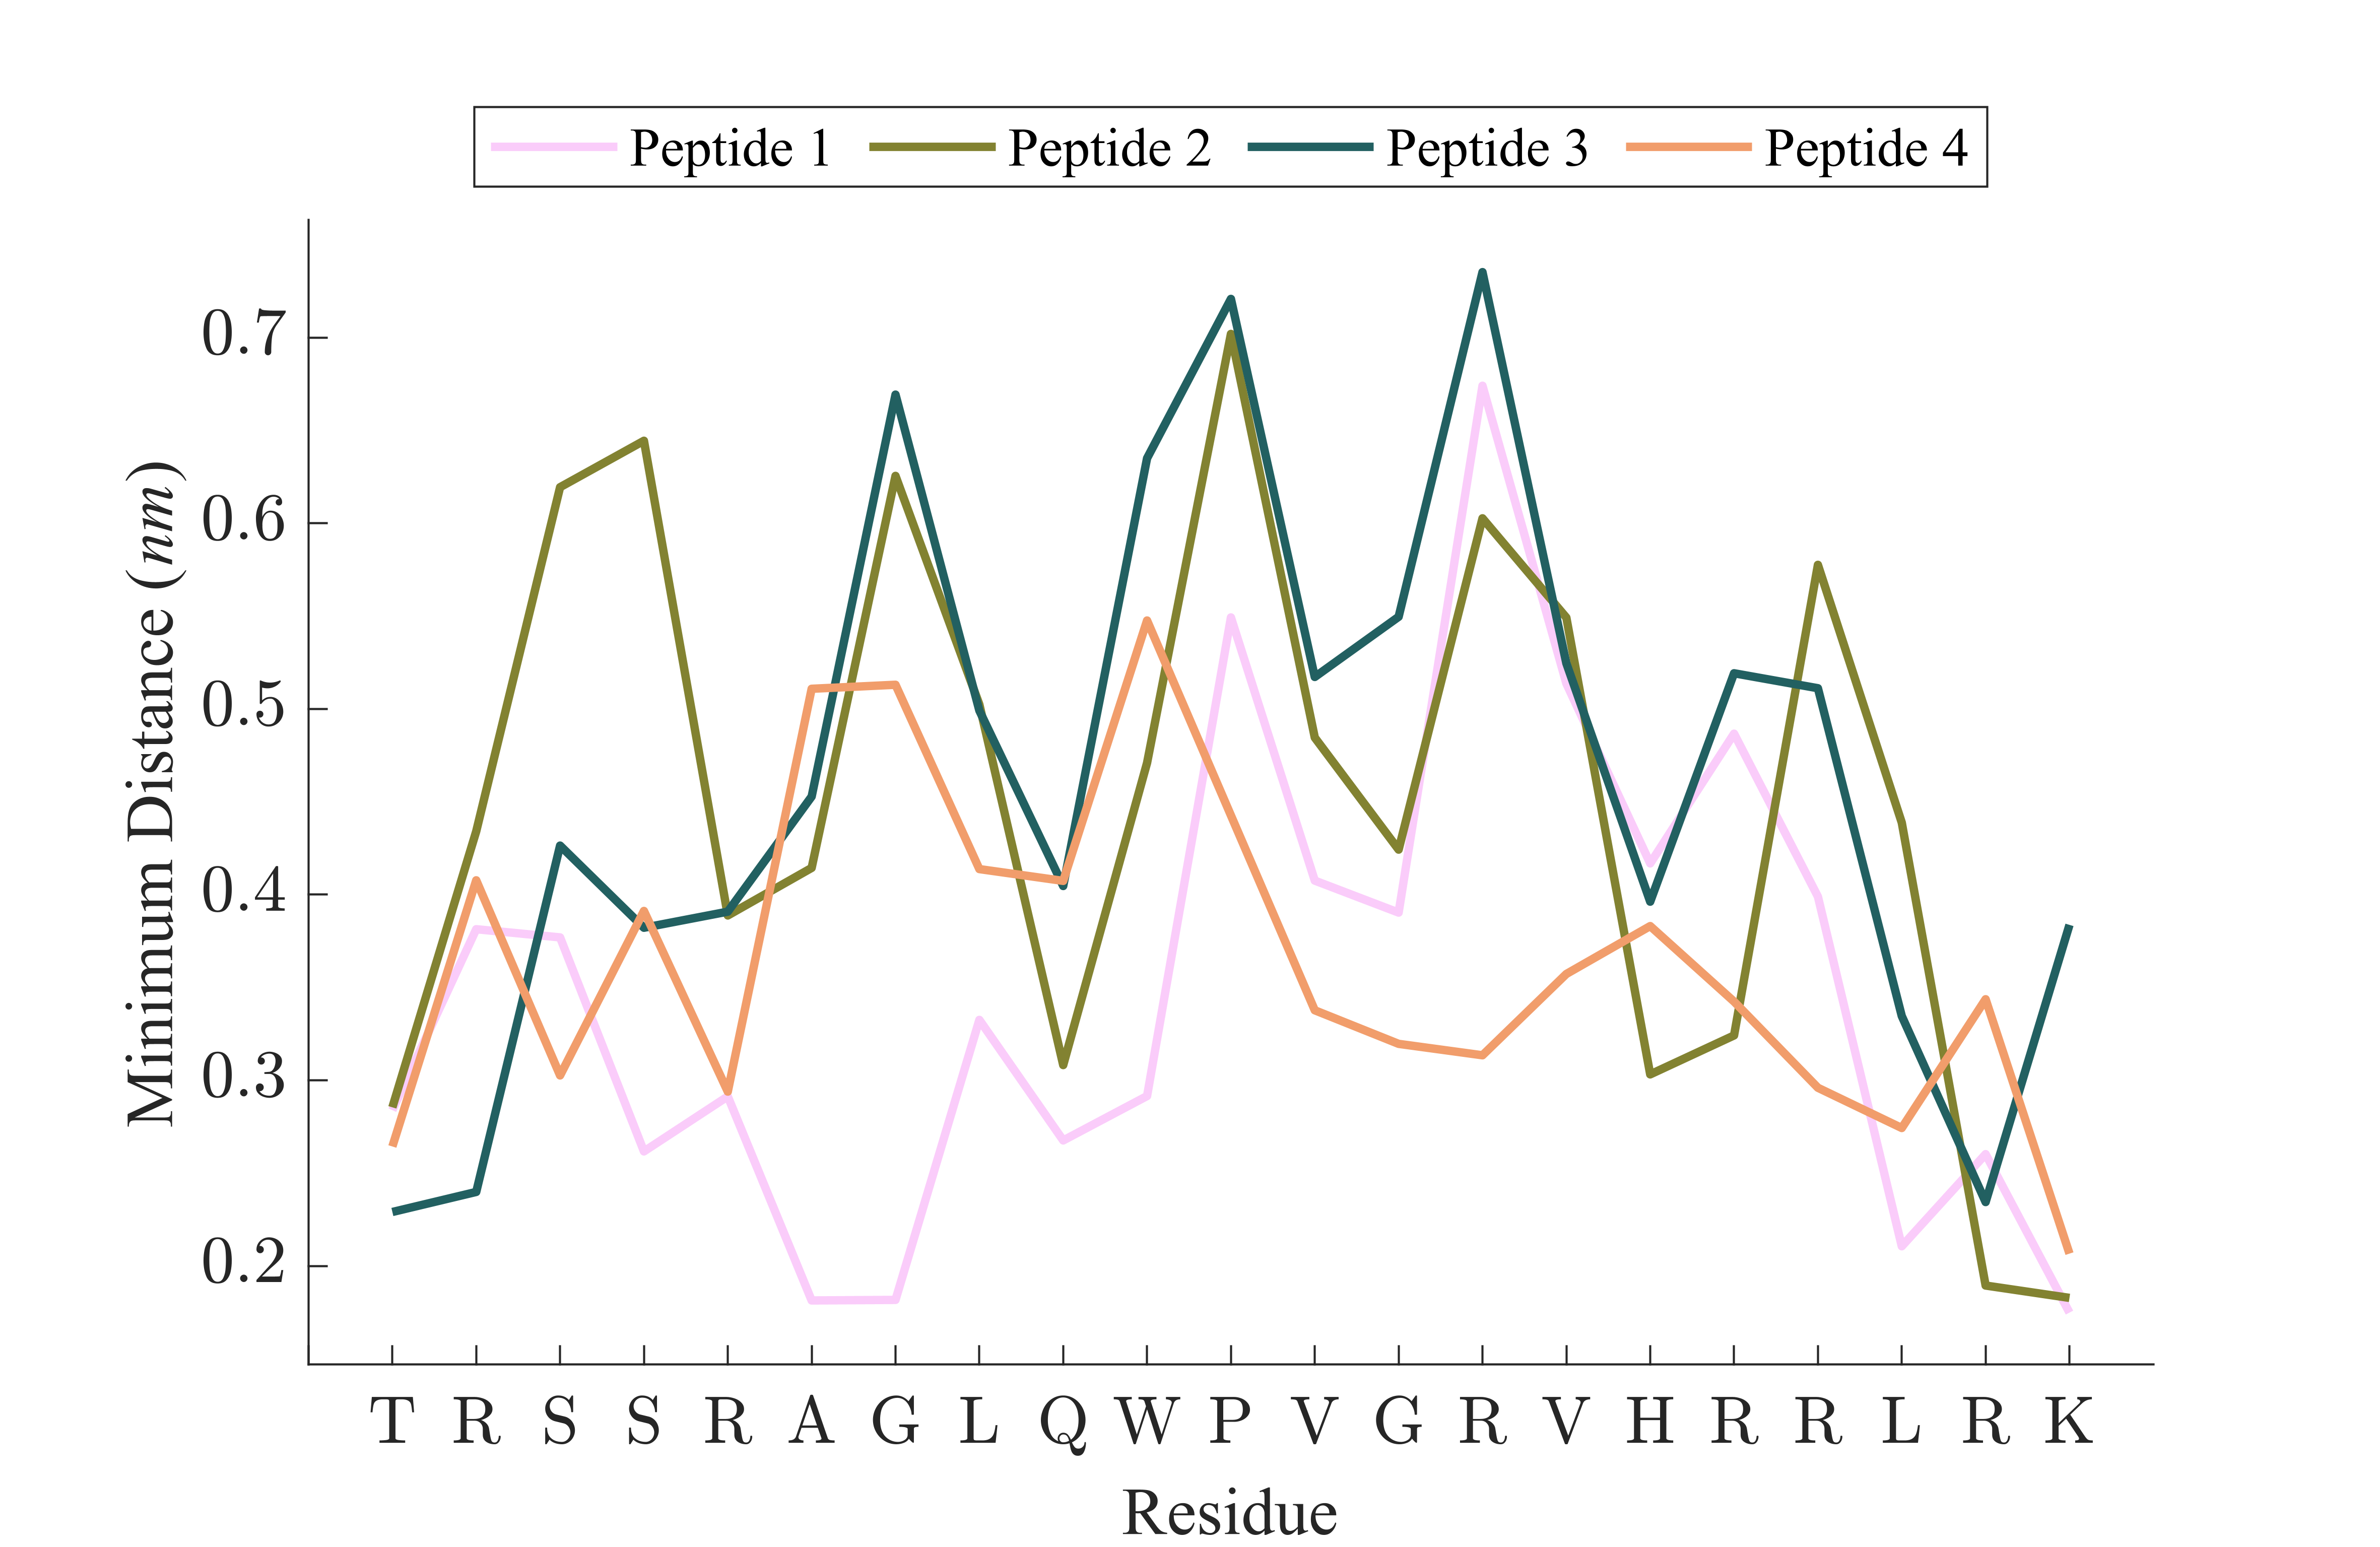 Peptide 1 Peptide 2 Peptide 3 Peptide 4
Minimum Distance (nm)
0.7
0.6
0.5
0.4
0.3
0.2
T R S S R A G L Q W P V G R V H R R L R K
Residue